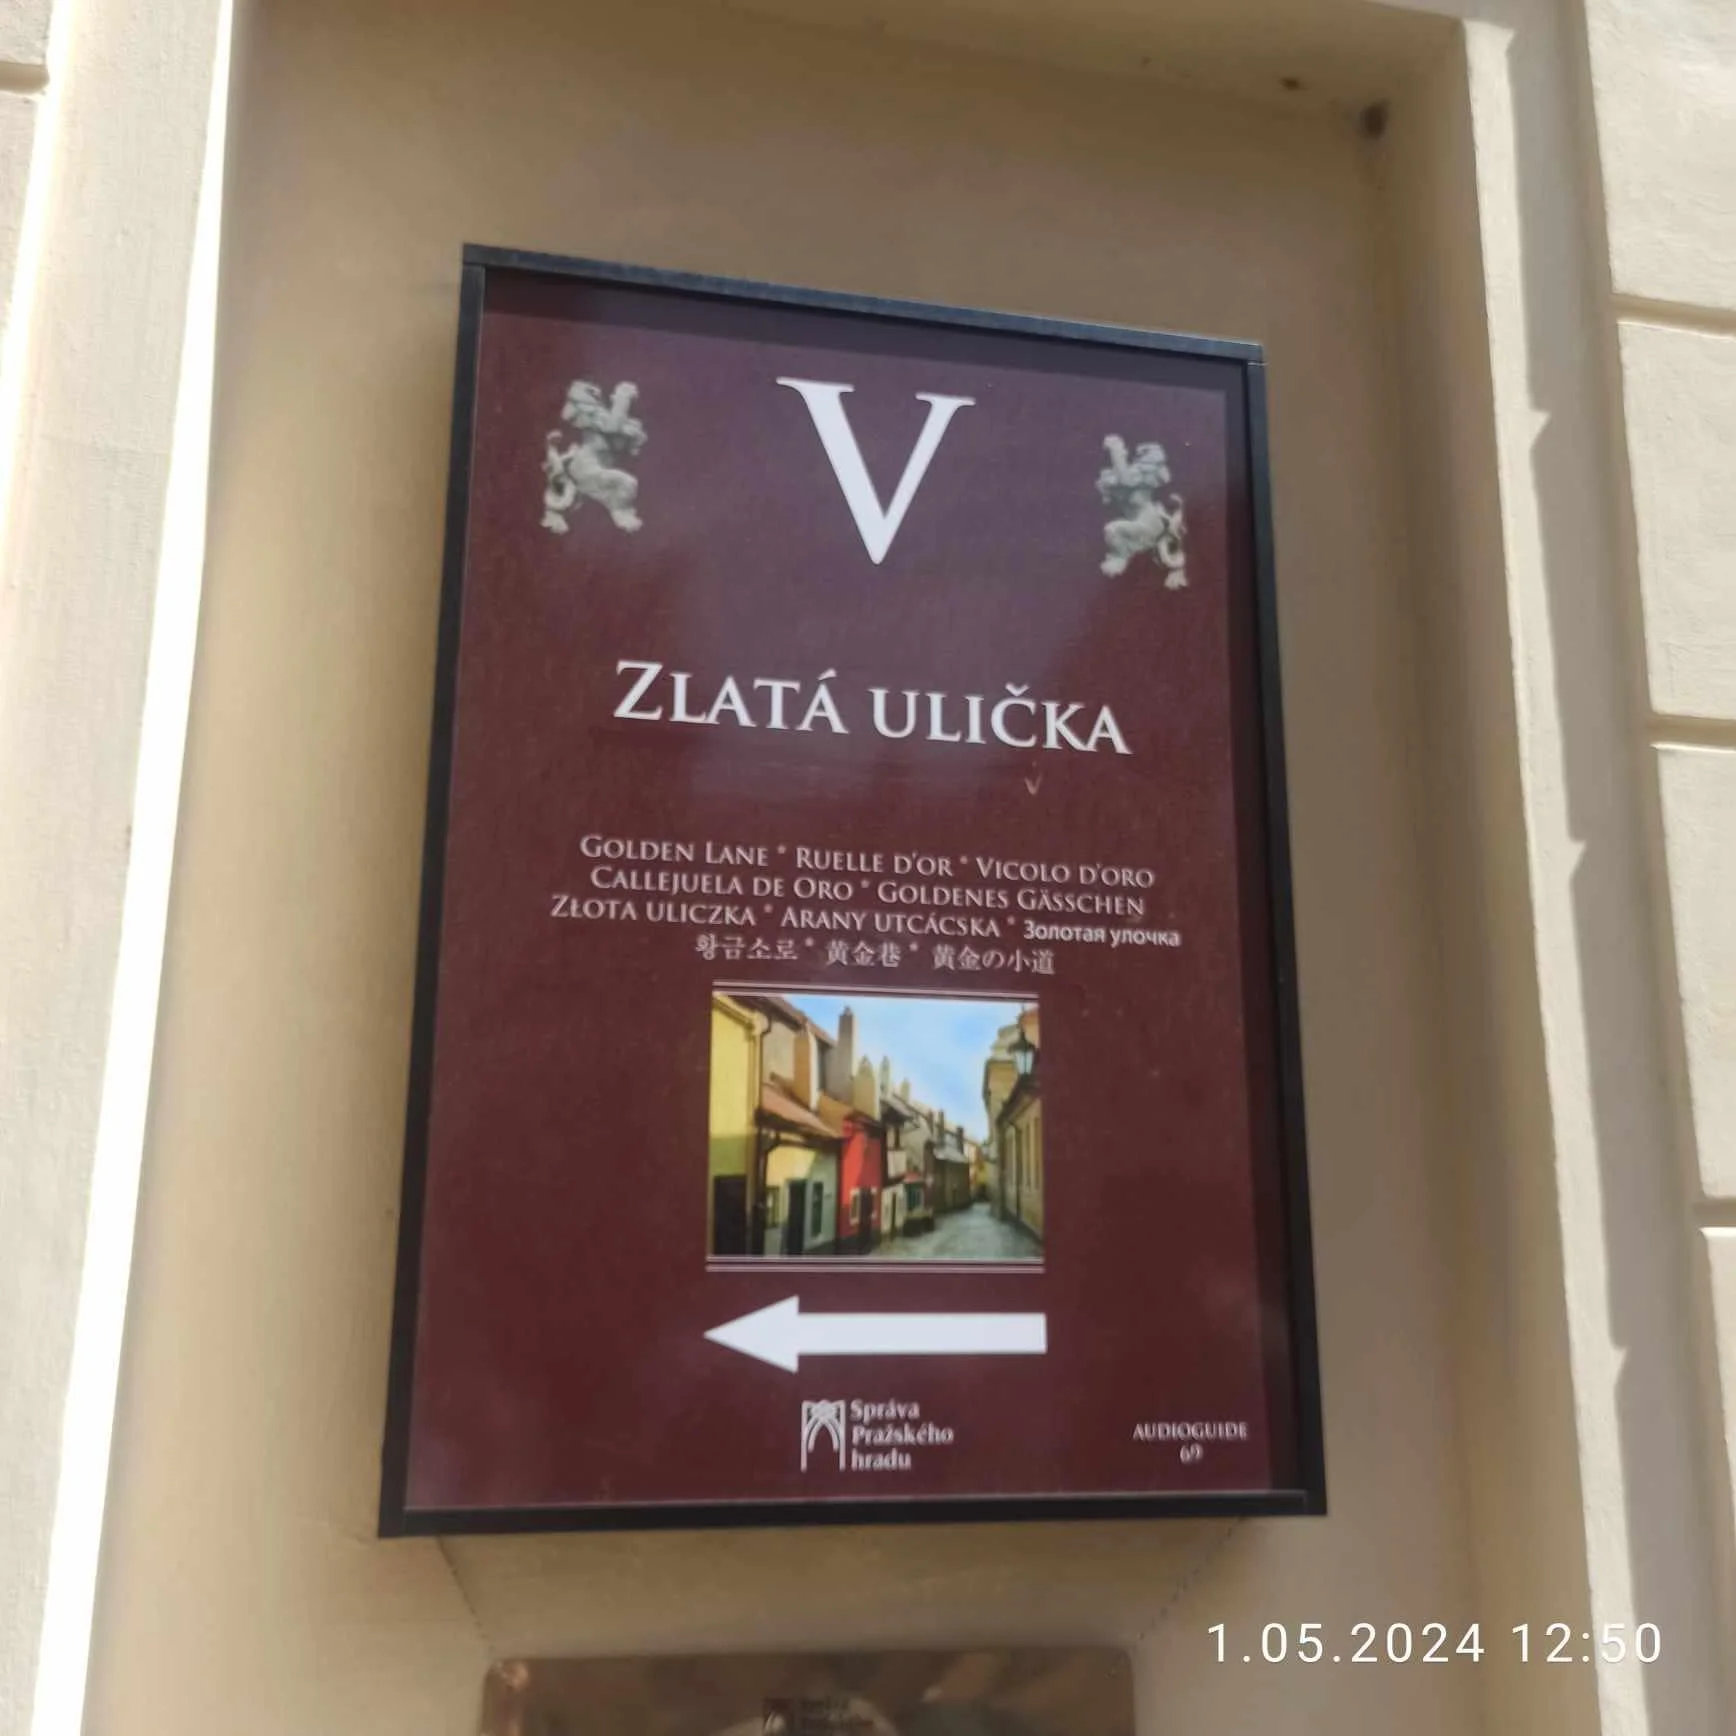 V
ZLATÁ ULIČKA
GOLDEN LANE * RUELLE D'OR * VICOLO D'ORO
CALLEJUELA DE ORO * GOLDENES GÄSSCHEN
ZŁOTA ULICZKA * ARANY UTCÁCSKA * Золотая улочка
황금소로 * 黄金巷 * 黄金の小道
Správa
Pražského
hradu
AUDIOGUIDE
69
1.05.2024 12:50